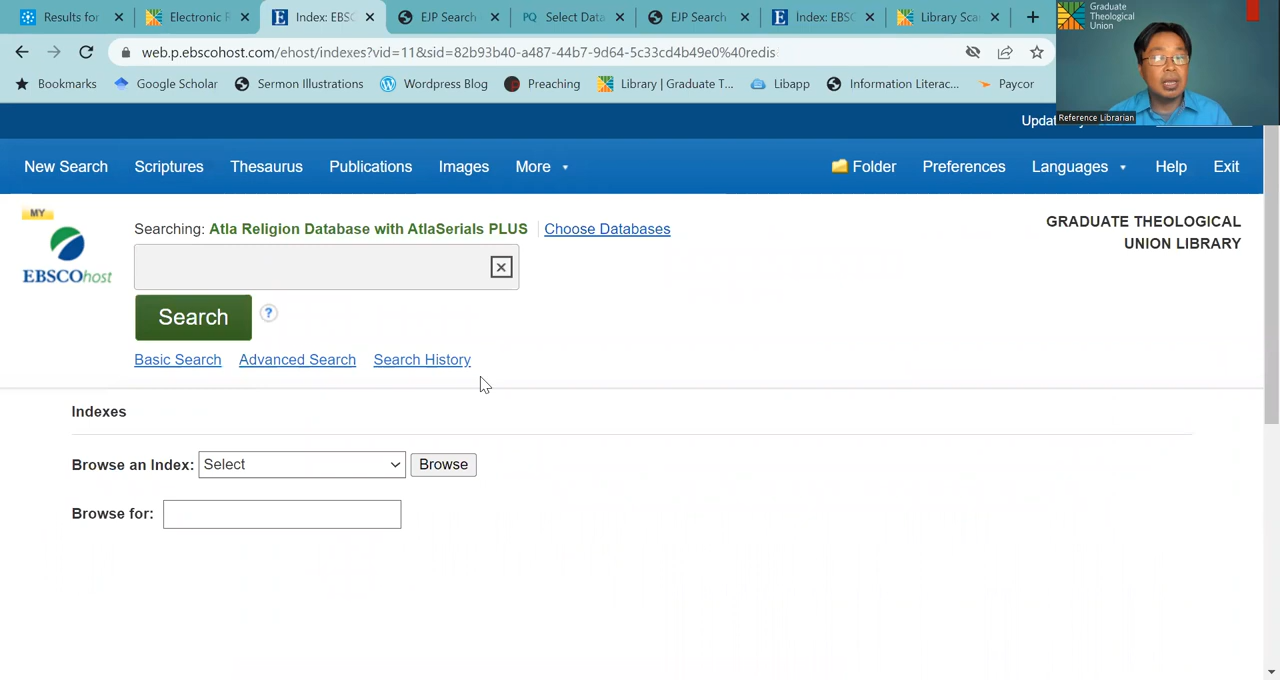 Results for
Electronic R
Index: EBSC
EJP Search
Select Data
EJP Search
Index: EBSC
Library Sca
Graduate
Theological
Union
web.p.ebscohost.com/ehost/indexes?vid=11&sid=82b93b40-a487-44b7-9d64-5c33cd4b49e0%40redis
Bookmarks
Google Scholar
Sermon Illustrations
Wordpress Blog
Preaching
Library | Graduate T...
Libapp
Information Literac...
Paycor
Reference Librarian
New Search
Scriptures
Thesaurus
Publications
Images
More
Folder
Preferences
Languages
Help
Exit
MY
EBSCOhost
Searching: Atla Religion Database with AtlaSerials PLUS
Choose Databases
GRADUATE THEOLOGICAL
UNION LIBRARY
Search
?
Basic Search
Advanced Search
Search History
Indexes
Browse an Index: Select
Browse
Browse for: